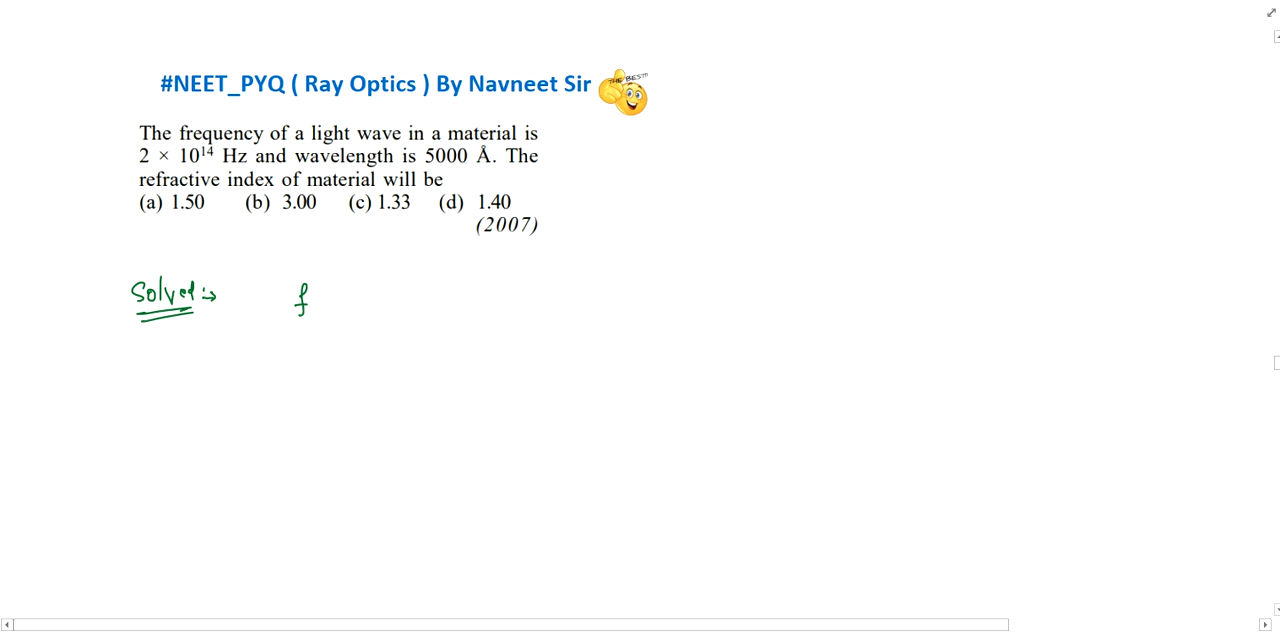 #NEET_PYQ ( Ray Optics ) By Navneet Sir
THE BEST!!!
The frequency of a light wave in a material is
2 × 10¹⁴ Hz and wavelength is 5000 Å. The
refractive index of material will be
(a) 1.50 (b) 3.00 (c) 1.33 (d) 1.40
(2007)
Solved :→ f